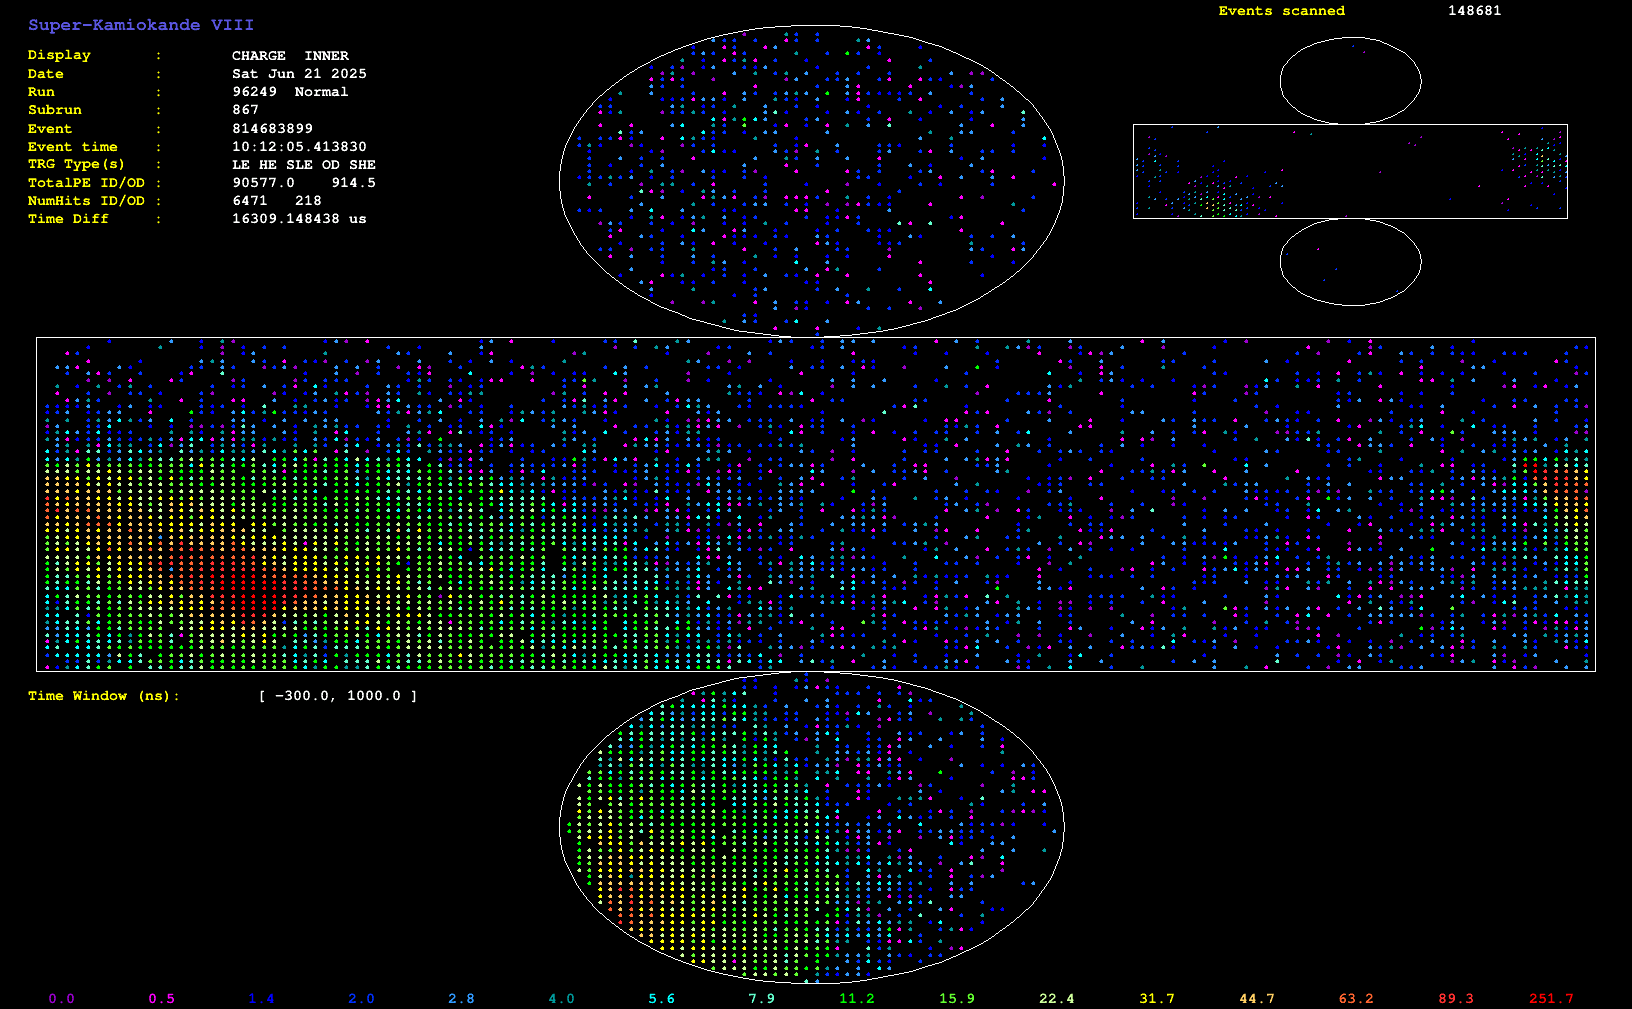 Super-Kamiokande VIII
Events scanned 148681
Display : CHARGE INNER
Date : Sat Jun 21 2025
Run : 96249 Normal
Subrun : 867
Event : 814683899
Event time : 10:12:05.413830
TRG Type(s) : LE HE SLE OD SHE
TotalPE ID/OD : 90577.0 914.5
NumHits ID/OD : 6471 218
Time Diff : 16309.148438 us
Time Window (ns): [ -300.0, 1000.0 ]
0.0 0.5 1.4 2.0 2.8 4.0 5.6 7.9 11.2 15.9 22.4 31.7 44.7 63.2 89.3 251.7